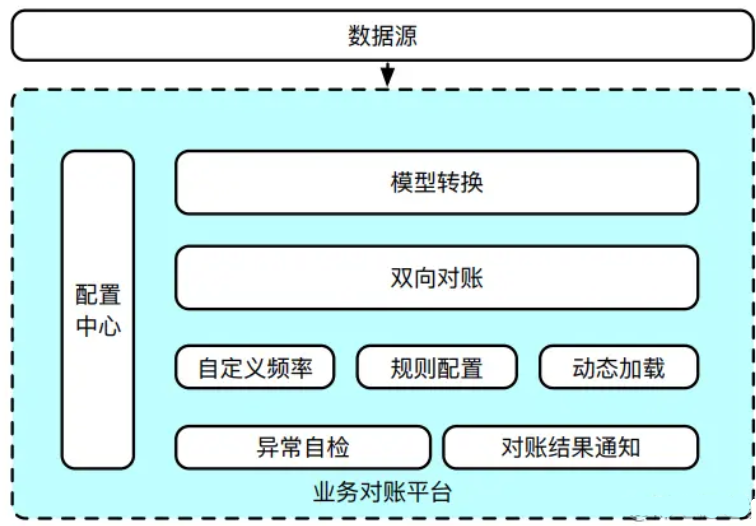 数据源
模型转换
双向对账
配置
中心
自定义频率
规则配置
动态加载
异常自检
对账结果通知
业务对账平台